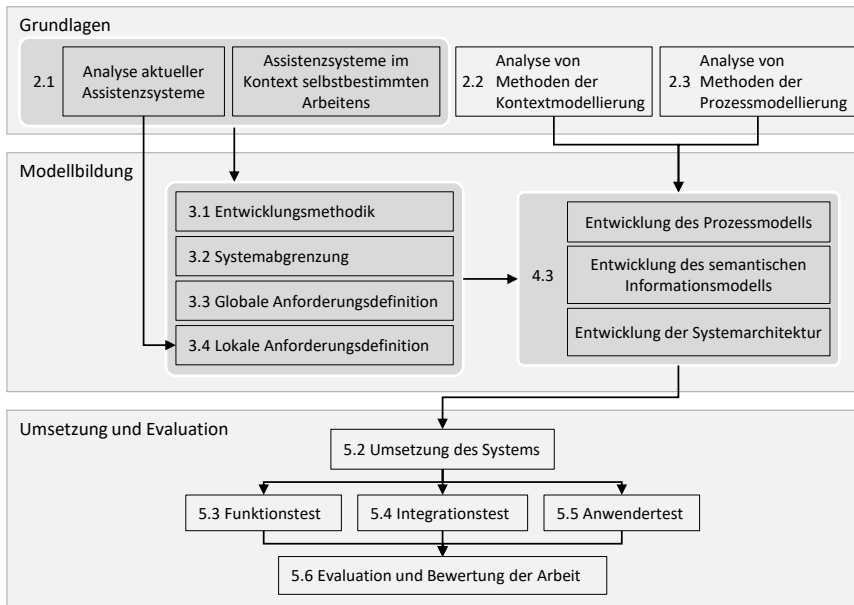 Grundlagen
2.1
Analyse aktueller
Assistenzsysteme
Assistenzsysteme im
Kontext selbstbestimmten
Arbeitens
2.2
Analyse von
Methoden der
Kontextmodellierung
2.3
Analyse von
Methoden der
Prozessmodellierung
Modellbildung
3.1 Entwicklungsmethodik
3.2 Systemabgrenzung
3.3 Globale Anforderungsdefinition
3.4 Lokale Anforderungsdefinition
4.3
Entwicklung des Prozessmodells
Entwicklung des semantischen
Informationsmodells
Entwicklung der Systemarchitektur
Umsetzung und Evaluation
5.2 Umsetzung des Systems
5.3 Funktionstest
5.4 Integrationstest
5.5 Anwendertest
5.6 Evaluation und Bewertung der Arbeit